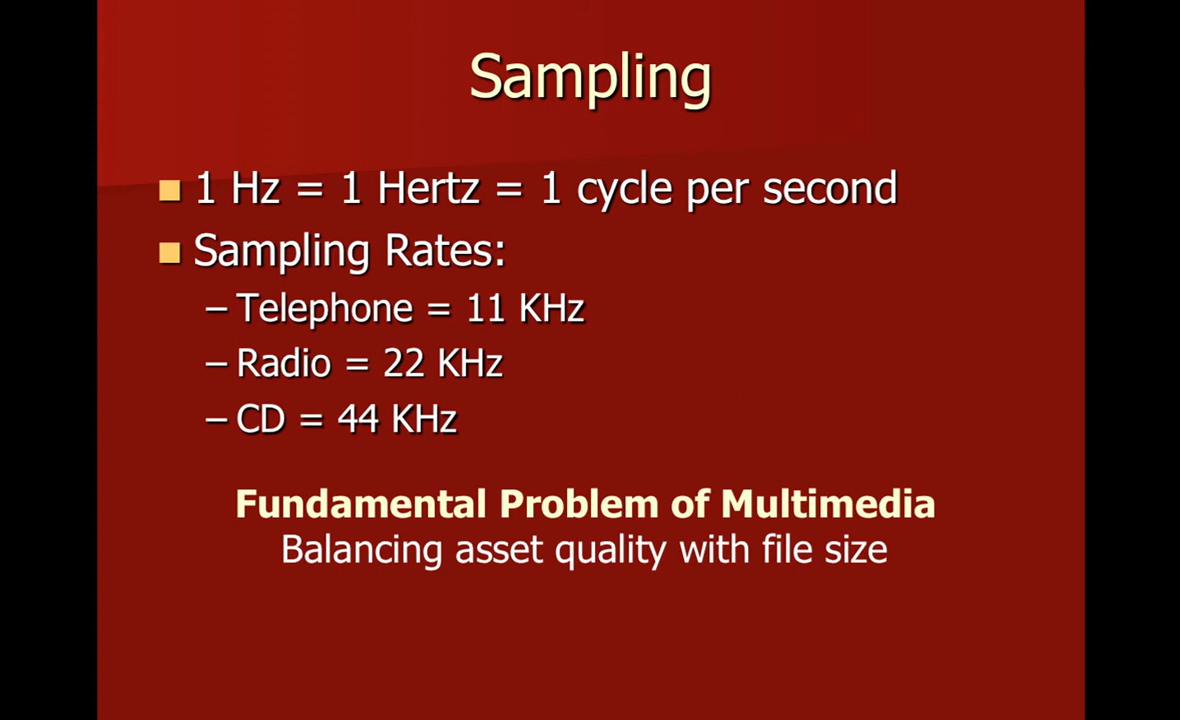 Sampling
1 Hz = 1 Hertz = 1 cycle per second
Sampling Rates:
– Telephone = 11 KHz
– Radio = 22 KHz
– CD = 44 KHz
Fundamental Problem of Multimedia
Balancing asset quality with file size